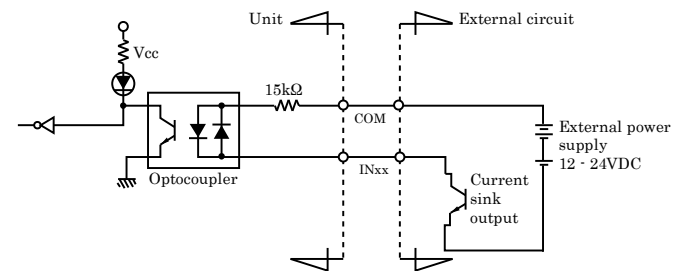 Unit
External circuit
Vcc
15kΩ
COM
External power
supply
12 - 24VDC
Optocoupler
INxx
Current
sink
output